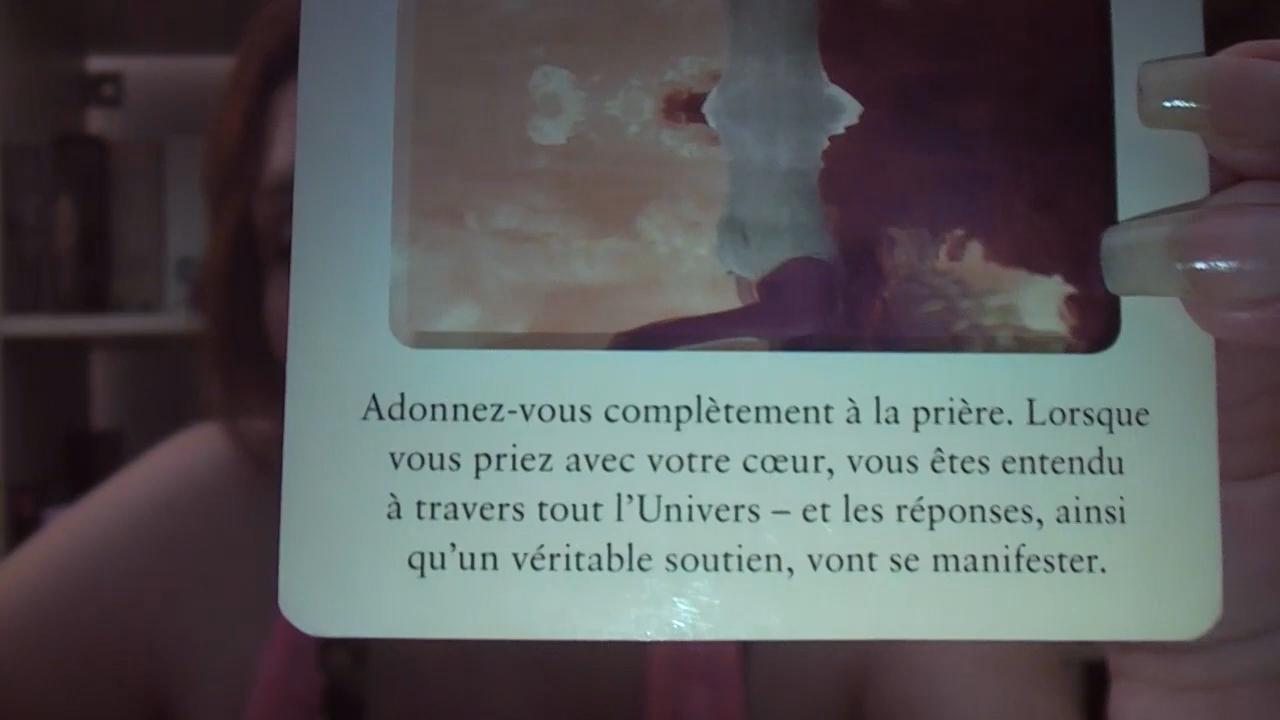 Adonnez-vous complètement à la prière. Lorsque
vous priez avec votre cœur, vous êtes entendu
à travers tout l’Univers – et les réponses, ainsi
qu’un véritable soutien, vont se manifester.